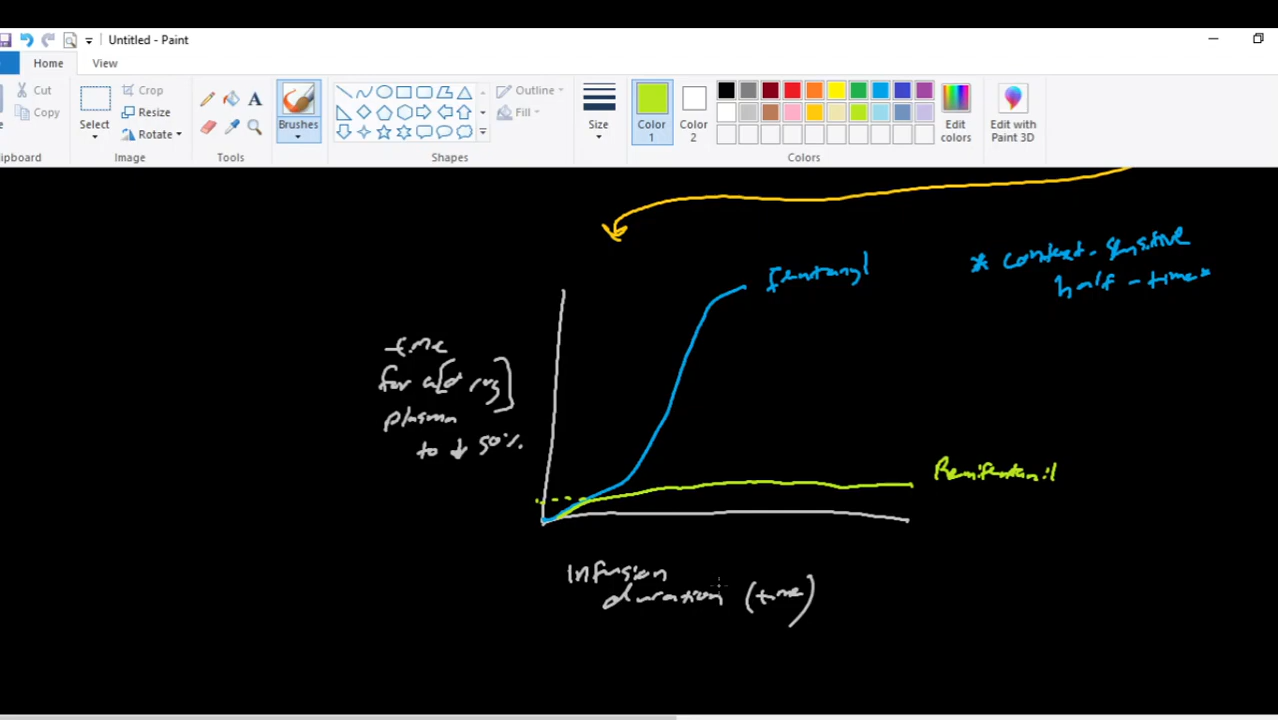 Untitled - Paint
Home
View
Cut
Copy
Crop
Resize
Rotate
Select
Brushes
Outline
Fill
Size
Color
1
Color
2
Edit
colors
Edit with
Paint 3D
lipboard
Image
Tools
Shapes
Colors
* context-sensitive
half-time*
fentanyl
time
for a [drug]
plasma
to ↓ 50%
Remifentanil
Infusion
duration (time)